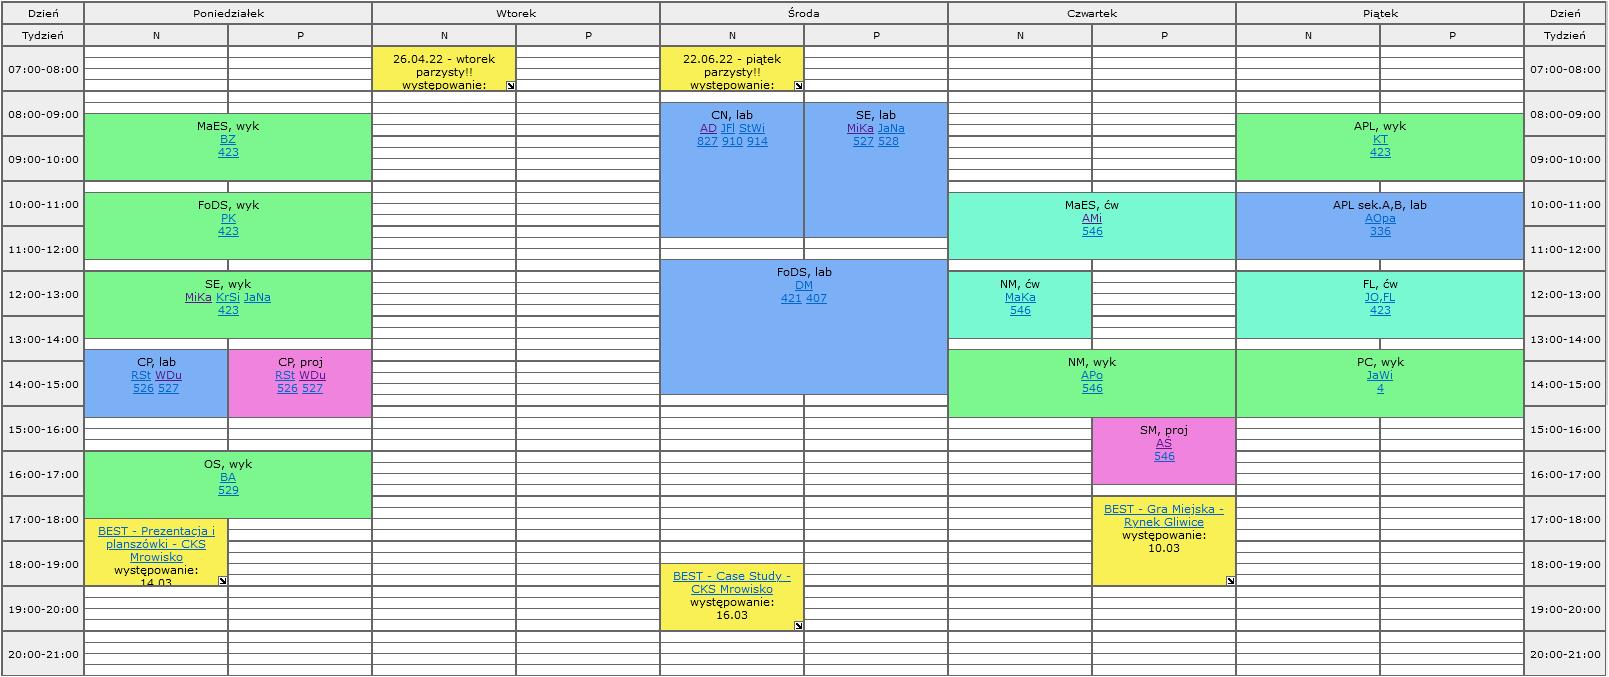 Dzień Poniedziałek Wtorek Środa Czwartek Piątek Dzień
Tydzień N P N P N P N P N P Tydzień
07:00-08:00
08:00-09:00
09:00-10:00
10:00-11:00
11:00-12:00
12:00-13:00
13:00-14:00
14:00-15:00
15:00-16:00
16:00-17:00
17:00-18:00
18:00-19:00
19:00-20:00
20:00-21:00
MaES, wyk
BZ
423
FoDS, wyk
PK
423
SE, wyk
MiKa KrSi JaNa
423
CP, lab
RSt WDu
526 527
CP, proj
RSt WDu
526 527
OS, wyk
BA
529
BEST - Prezentacja i
planszówki - CKS
Mrowisko
występowanie:
14.03
26.04.22 - wtorek
parzysty!!
występowanie:
22.06.22 - piątek
parzysty!!
występowanie:
CN, lab
AD JFl StWi
827 910 914
SE, lab
MiKa JaNa
527 528
FoDS, lab
DM
421 407
BEST - Case Study -
CKS Mrowisko
występowanie:
16.03
MaES, ćw
AMi
546
NM, ćw
MaKa
546
NM, wyk
APo
546
SM, proj
AŚ
546
BEST - Gra Miejska -
Rynek Gliwice
występowanie:
10.03
APL, wyk
KT
423
APL sek.A,B, lab
AOpa
336
FL, ćw
JO,FL
423
PC, wyk
JaWi
4
07:00-08:00
08:00-09:00
09:00-10:00
10:00-11:00
11:00-12:00
12:00-13:00
13:00-14:00
14:00-15:00
15:00-16:00
16:00-17:00
17:00-18:00
18:00-19:00
19:00-20:00
20:00-21:00